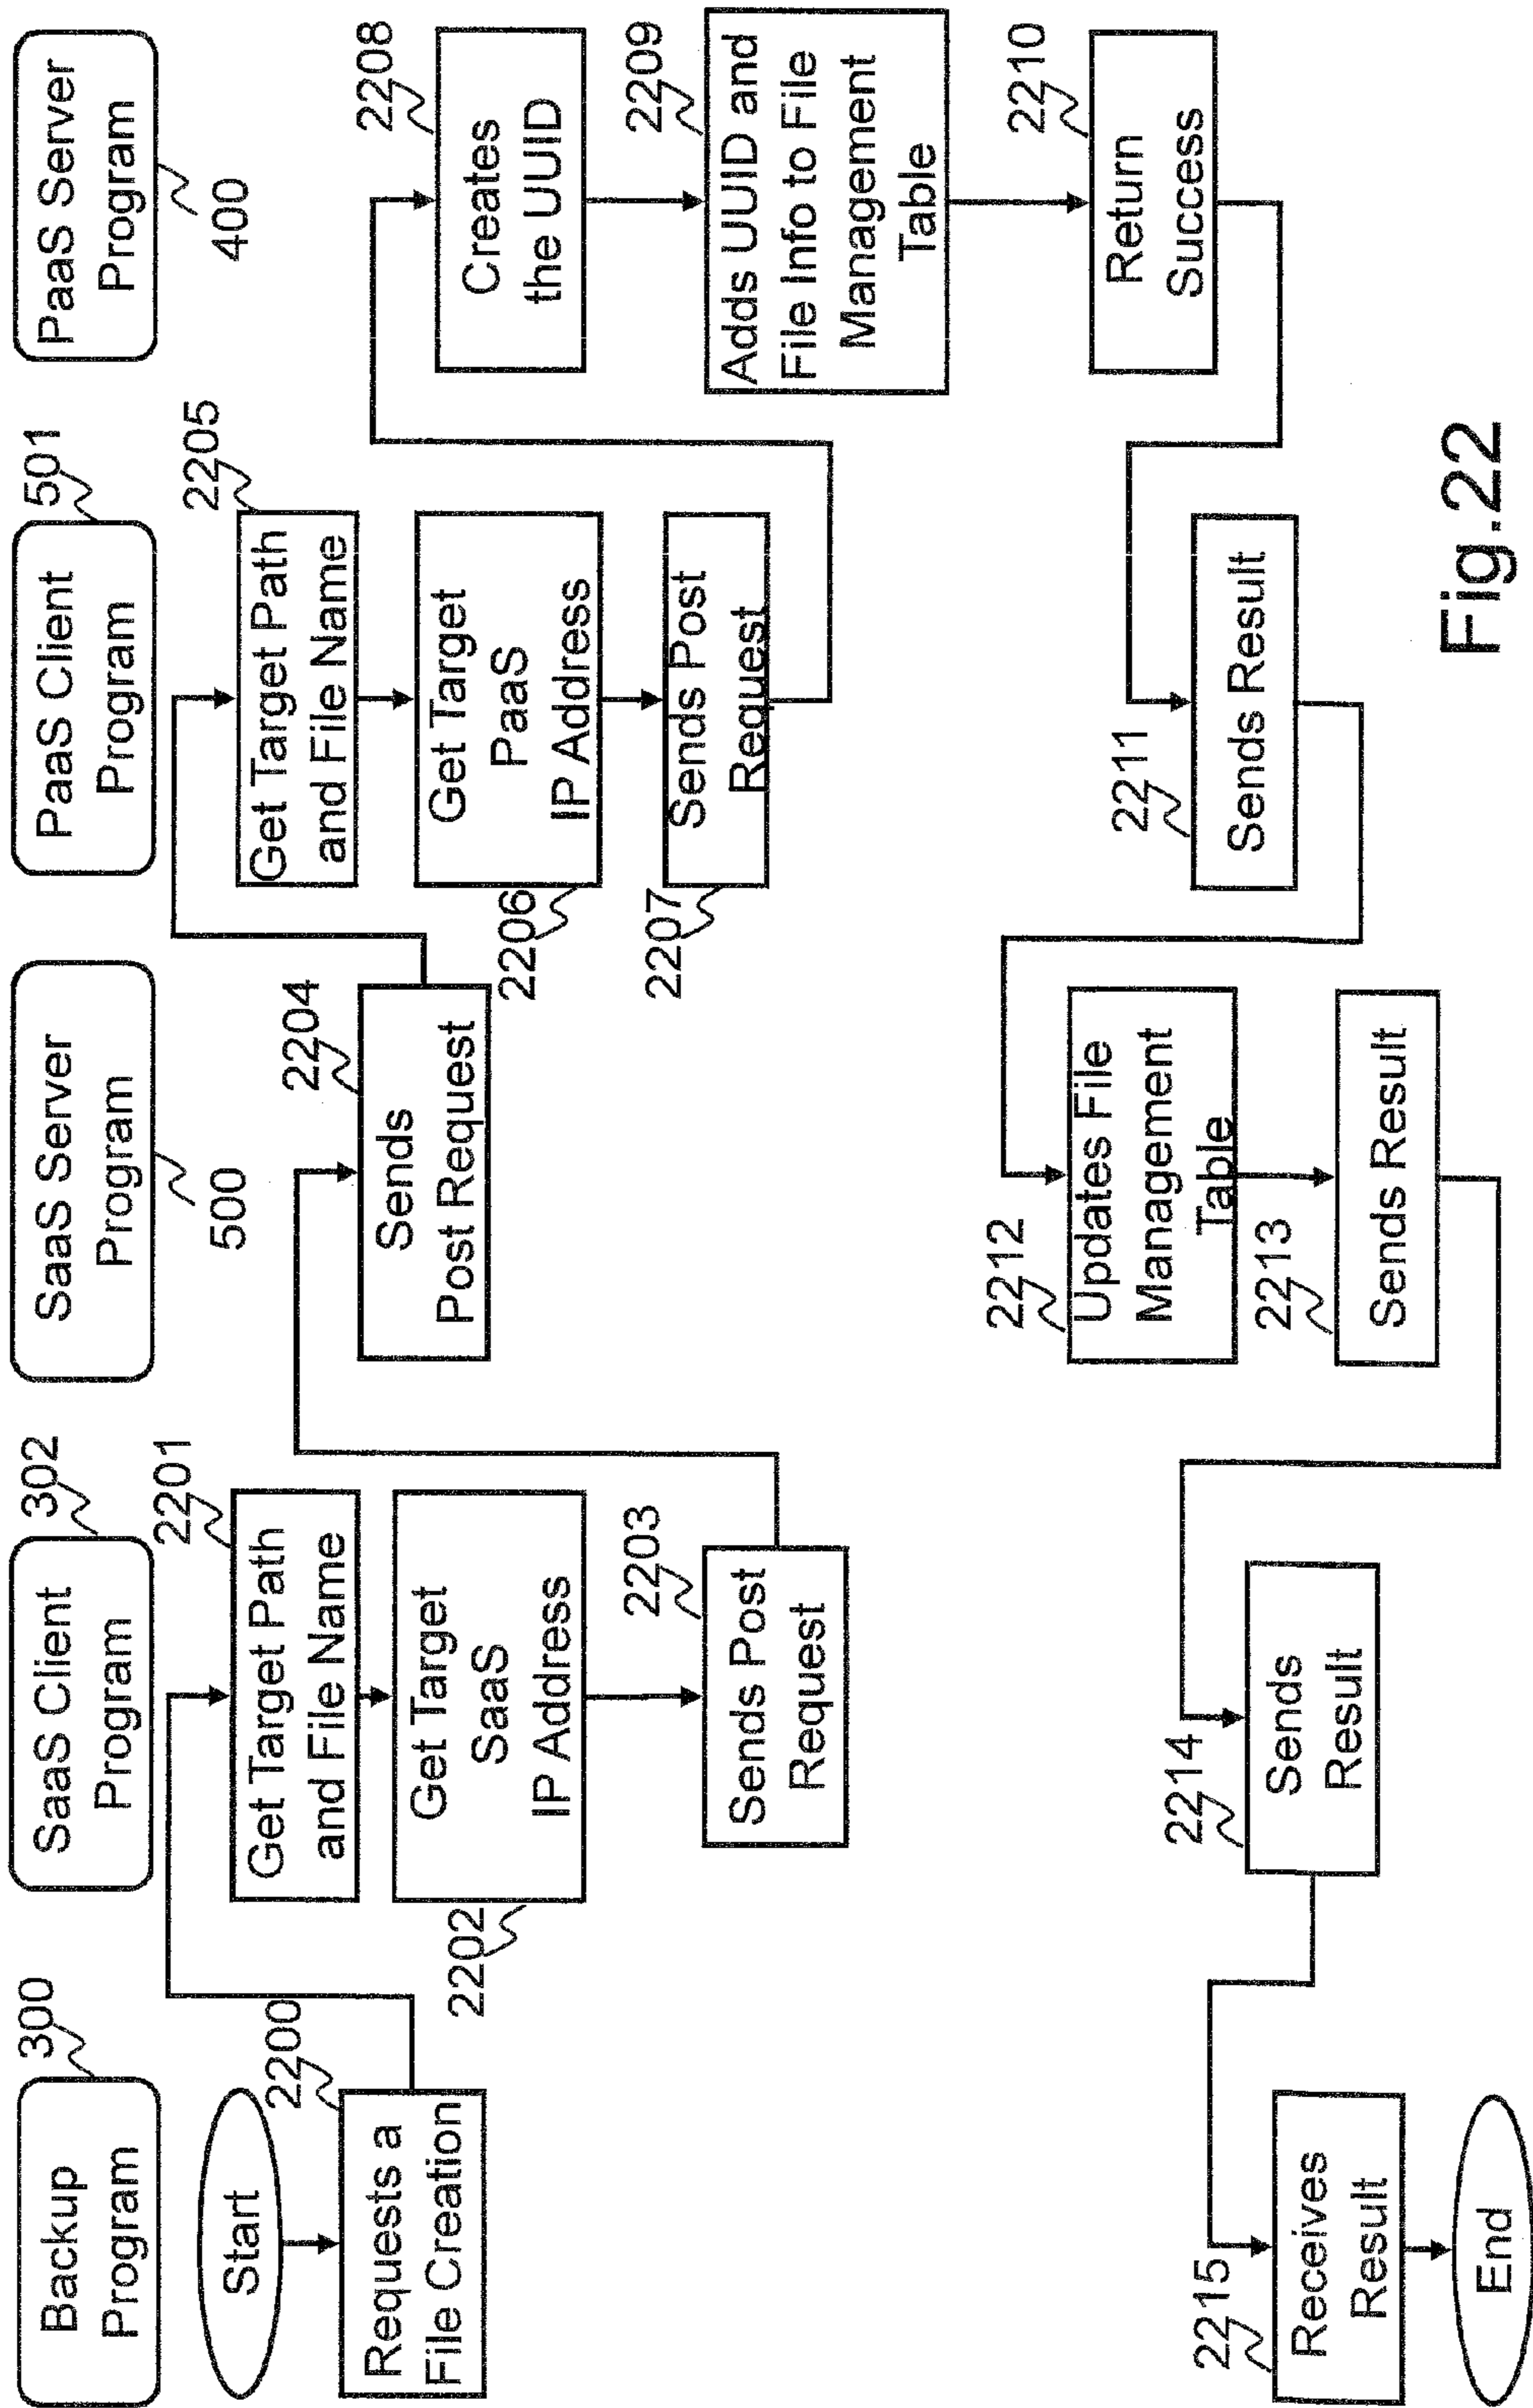 Backup
Program
300
SaaS Client
Program
302
SaaS Server
Program
500
PaaS Client
Program
501
PaaS Server
Program
400
Start
2200
Requests a
File Creation
2201
Get Target Path
and File Name
2202
Get Target
SaaS
IP Address
2203
Sends Post
Request
2204
Sends
Post Request
2205
Get Target Path
and File Name
2206
Get Target
PaaS
IP Address
2207
Sends Post
Request
2208
Creates
the UUID
2209
Adds UUID and
File Info to File
Management
Table
2210
Return
Success
2211
Sends Result
2212
Updates File
Management
Table
2213
Sends Result
2214
Sends
Result
2215
Receives
Result
End
Fig.22